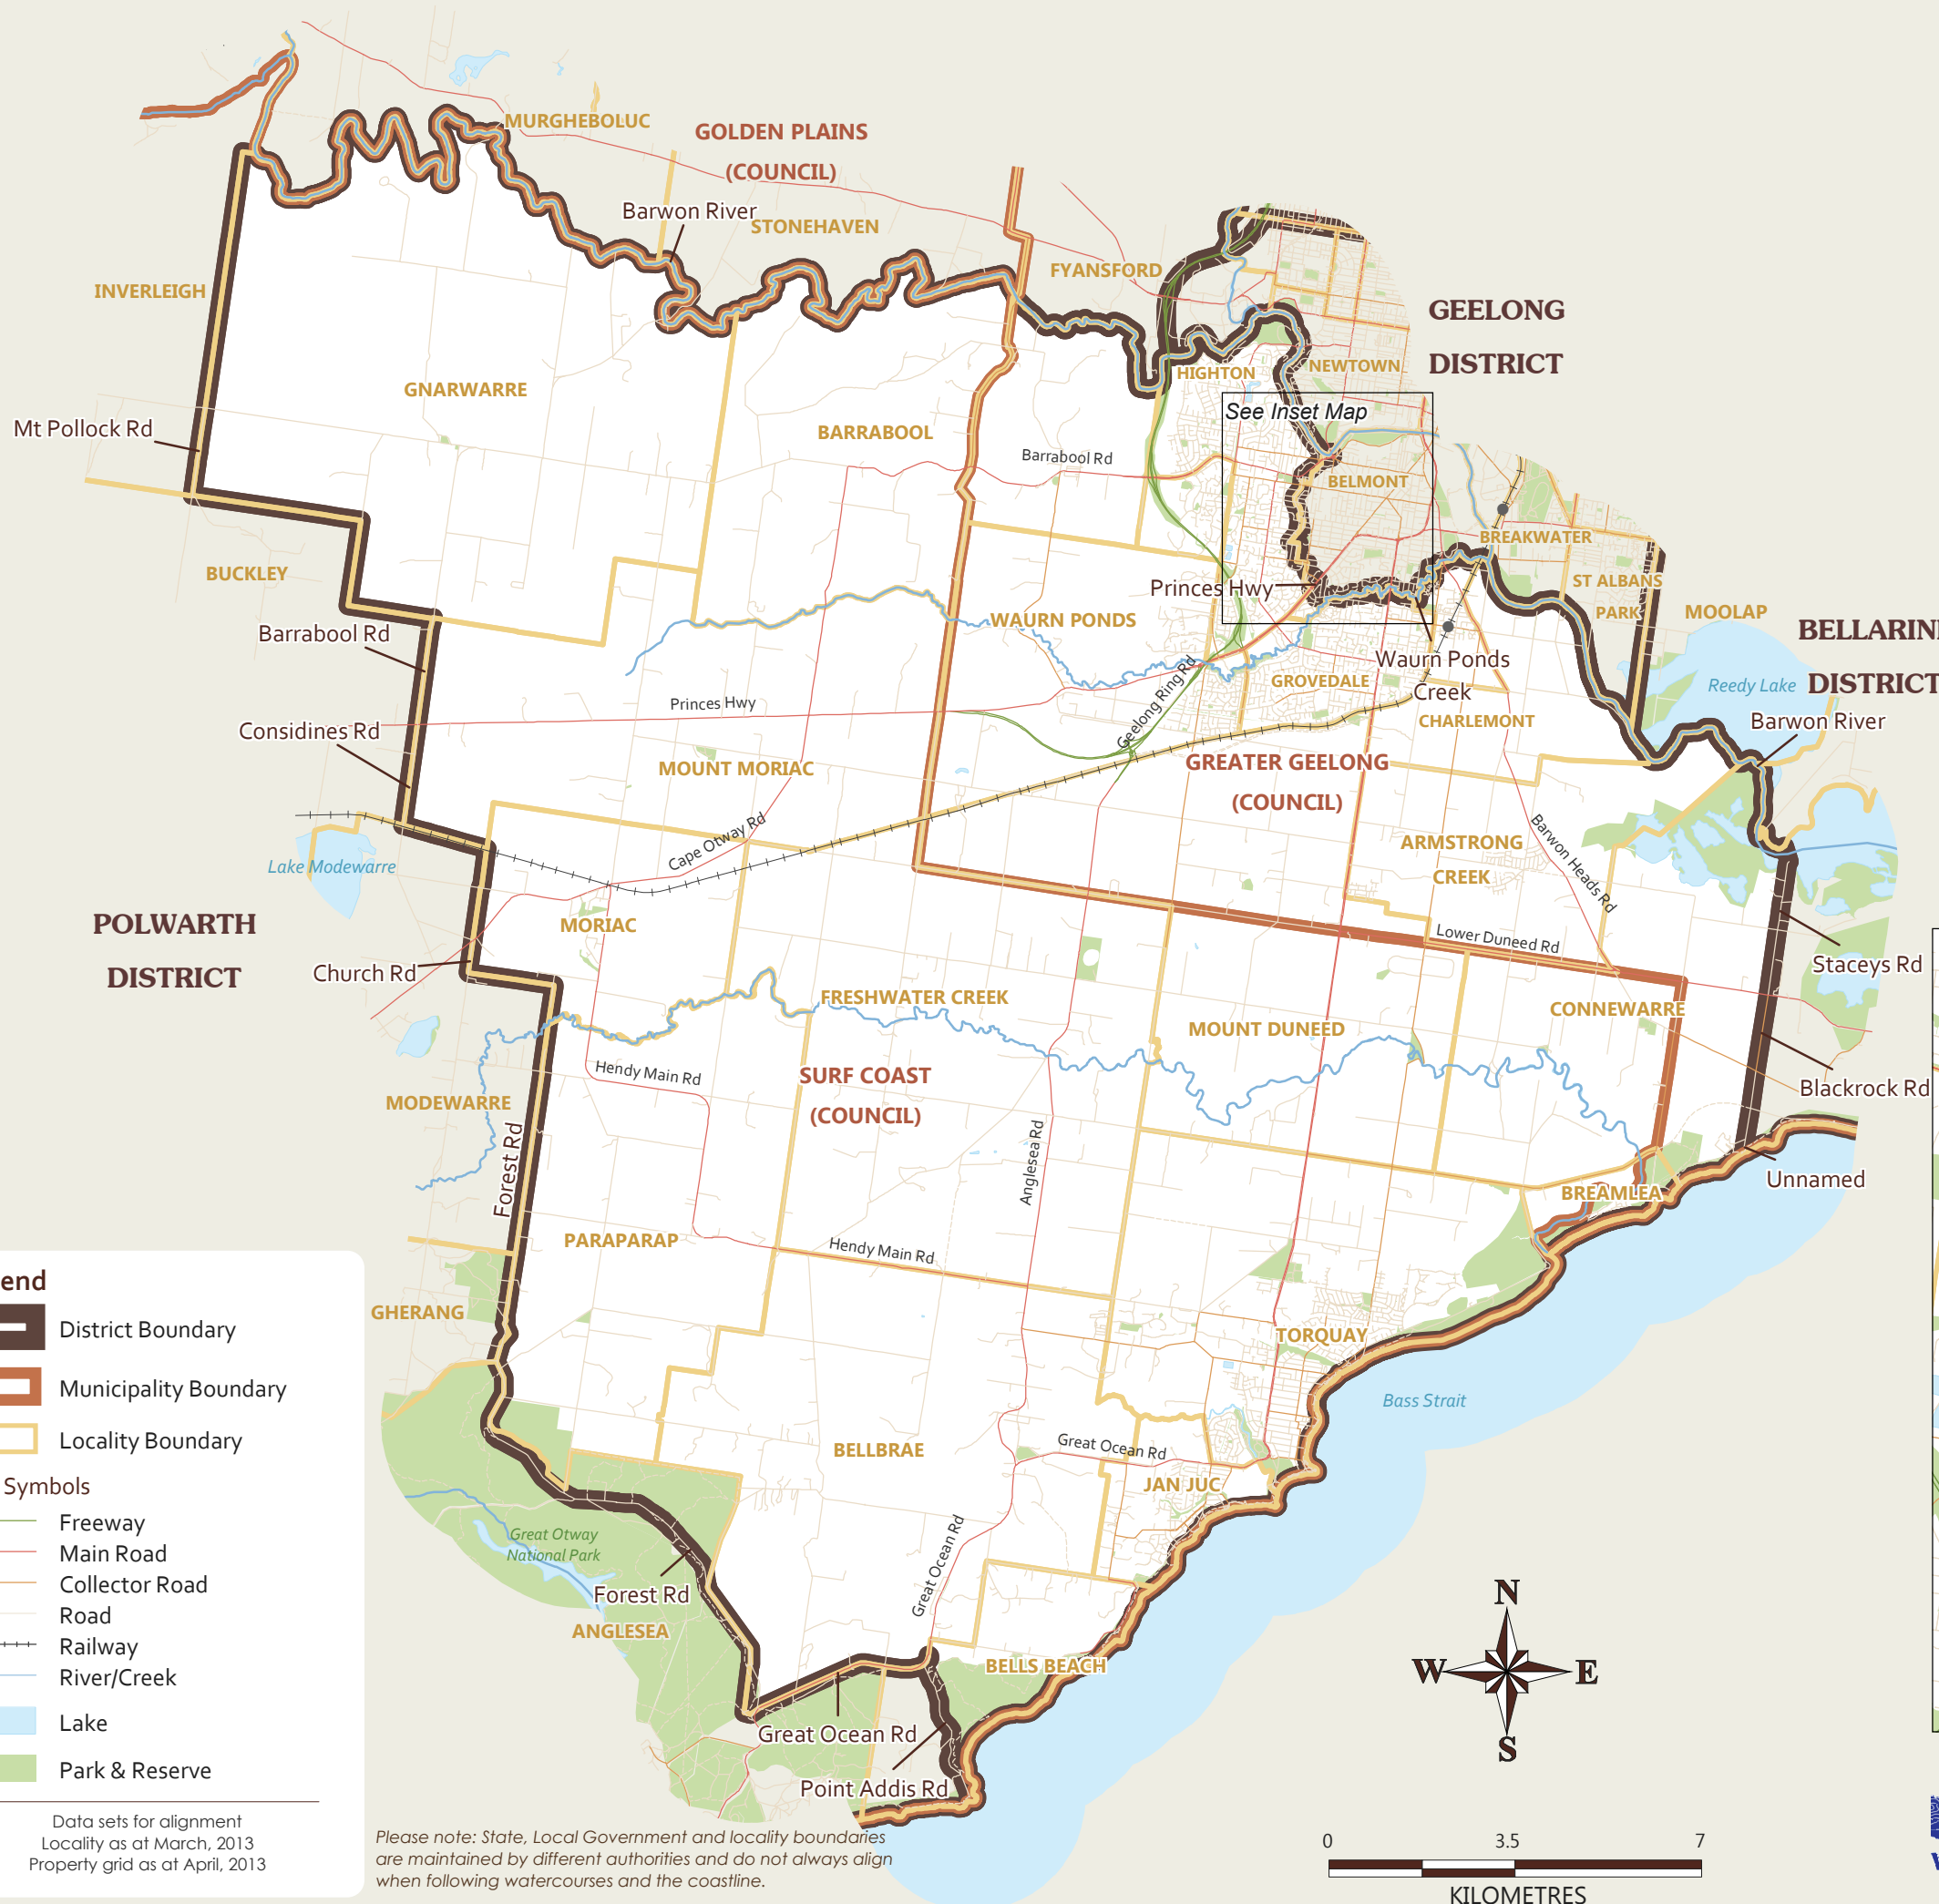 MURGHEBOLUC
GOLDEN PLAINS
(COUNCIL)
Barwon River
STONEHAVEN
FYANSFORD
INVERLEIGH
GEELONG
DISTRICT
HIGHTON
NEWTOWN
GNARWARRE
See Inset Map
Mt Pollock Rd
BARRABOOL
Barrabool Rd
BELMONT
BREAKWATER
BUCKLEY
ST ALBANS
PARK
Princes Hwy
MOOLAP
WAURN PONDS
Barrabool Rd
BELLARIN
DISTRICT
Waurn Ponds
Creek
GROVEDALE
Reedy Lake
Princes Hwy
Geelong Ring Rd
CHARLEMONT
Barwon River
Considines Rd
MOUNT MORIAC
GREATER GEELONG
(COUNCIL)
Cape Otway Rd
ARMSTRONG
CREEK
Barwon Heads Rd
Lake Modewarre
POLWARTH
DISTRICT
MORIAC
Lower Duneed Rd
Church Rd
Staceys Rd
FRESHWATER CREEK
CONNEWARRE
MOUNT DUNEED
Hendy Main Rd
SURF COAST
(COUNCIL)
Blackrock Rd
MODEWARRE
Forest Rd
Anglesea Rd
Unnamed
BREAMLEA
PARAPARAP
Hendy Main Rd
GHERANG
TORQUAY
Bass Strait
BELLBRAE
Great Ocean Rd
JAN JUC
Great Otway
National Park
Great Ocean Rd
Forest Rd
ANGLESEA
BELLS BEACH
Great Ocean Rd
Point Addis Rd
end
District Boundary
Municipality Boundary
Locality Boundary
Symbols
Freeway
Main Road
Collector Road
Road
Railway
River/Creek
Lake
Park & Reserve
Data sets for alignment
Locality as at March, 2013
Property grid as at April, 2013
Please note: State, Local Government and locality boundaries
are maintained by different authorities and do not always align
when following watercourses and the coastline.
N
W E
S
0 3.5 7
KILOMETRES